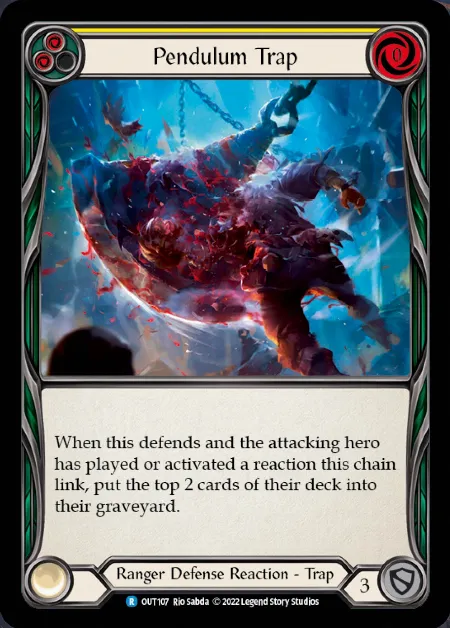 Pendulum Trap
0
When this defends and the attacking hero
has played or activated a reaction this chain
link, put the top 2 cards of their deck into
their graveyard.
Ranger Defense Reaction - Trap
3
R OUT107 Rio Sabda © 2022 Legend Story Studios